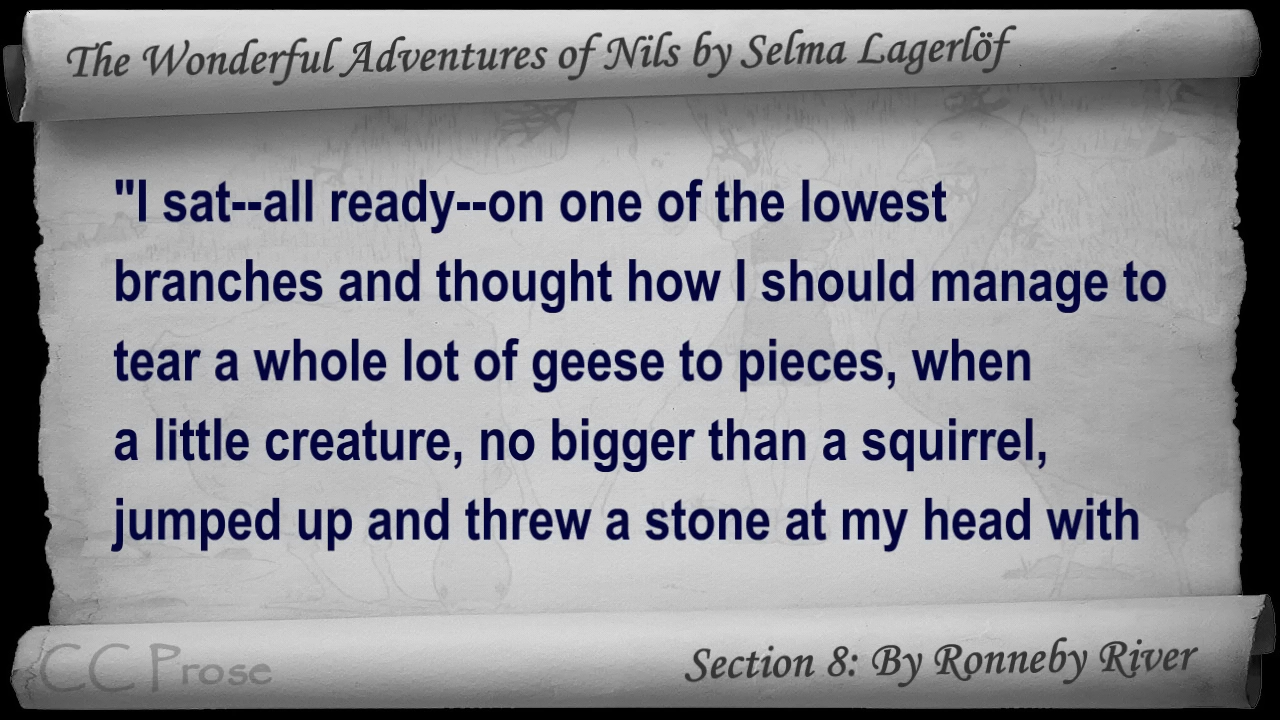 The Wonderful Adventures of Nils by Selma Lagerlöf
"I sat--all ready--on one of the lowest
branches and thought how I should manage to
tear a whole lot of geese to pieces, when
a little creature, no bigger than a squirrel,
jumped up and threw a stone at my head with
CC Prose
Section 8: By Ronneby River